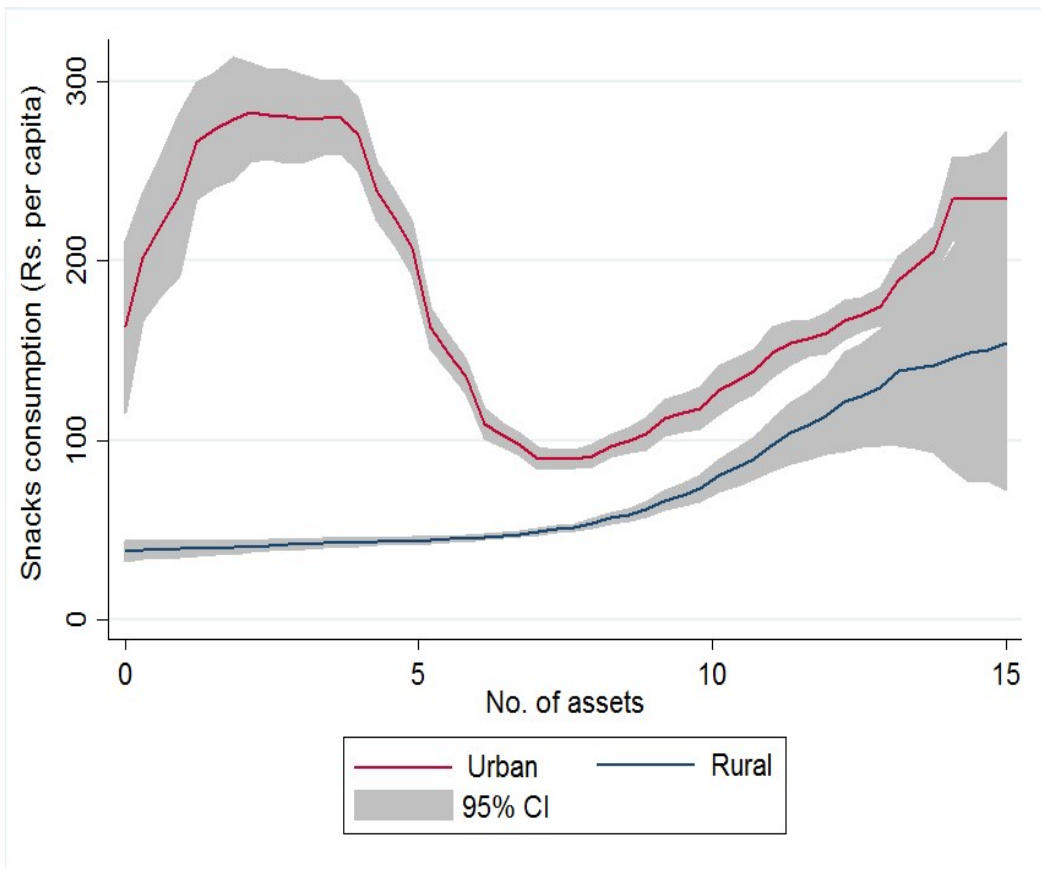 Snacks consumption (Rs. per capita)
300
200
100
0
0 5 10 15
No. of assets
Urban Rural
95% CI